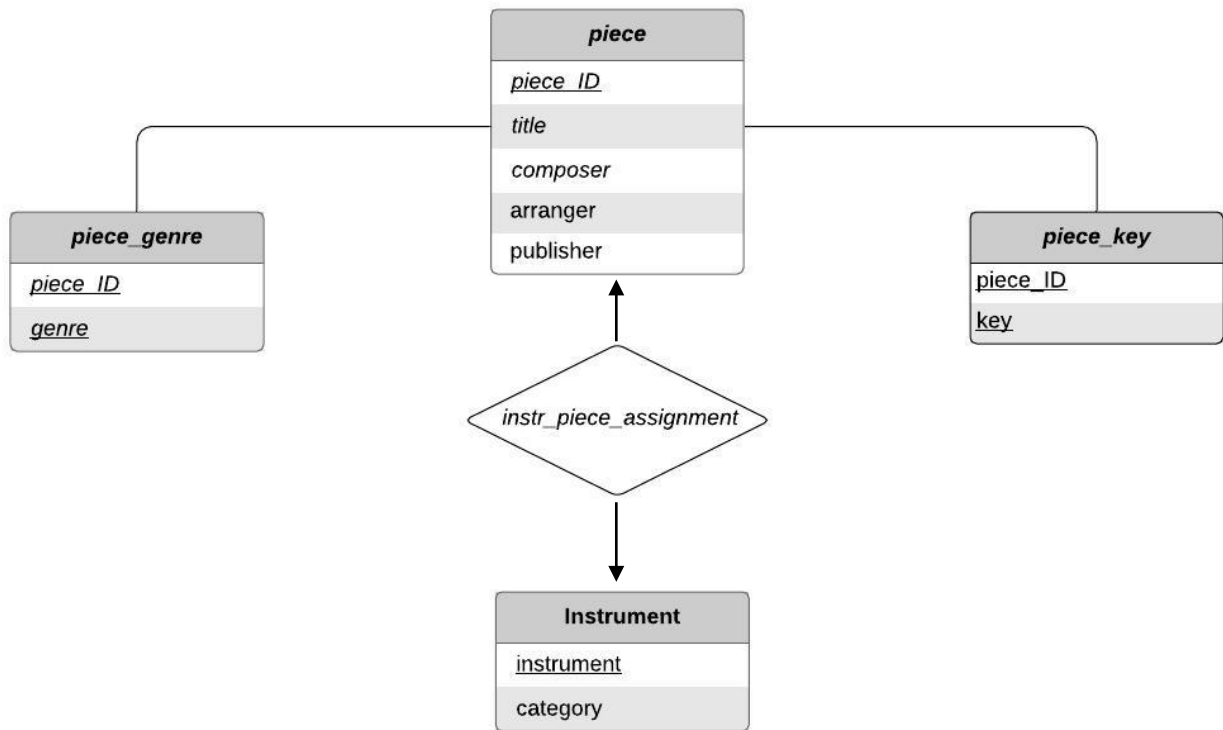 piece
piece_ID
title
composer
arranger
publisher
piece_genre
piece_ID
genre
piece_key
piece_ID
key
instr_piece_assignment
Instrument
instrument
category